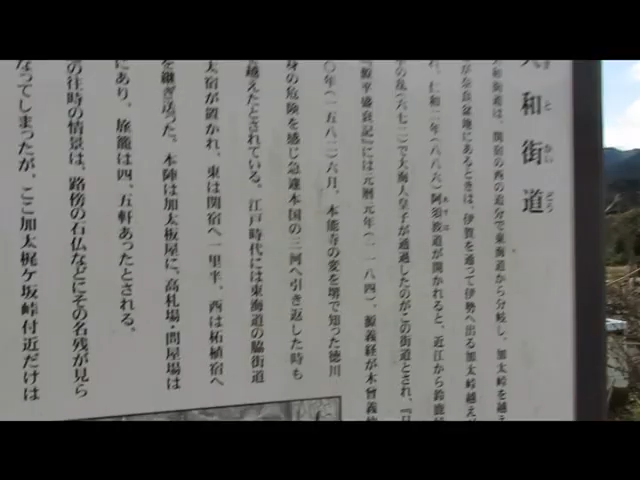 和街道
和街道は、関宿の西の追分で東海道から分岐し、加太峠を越え
が奈良盆地にあるときは、伊賀を通って伊勢へ出る加太峠越え
れ、仁和二年（八八六）阿須波道が開かれると、近江から鈴鹿
の乱（六七二）で大海人皇子が通過したのが、この街道とされ、
『源平盛衰記』には元暦元年（一一八四）、源義経が木曾義仲
〇年（一五八二）六月、本能寺の変を堺で知った徳川
身の危険を感じ急遽本国の三河へ引き返した時も
越えたとされている。江戸時代には東海道の脇街道
太宿が置かれ、東は関宿へ一里半、西は柘植宿へ
を継ぎ送った。本陣は加太板屋に、高札場・問屋場は
にあり、旅籠は四、五軒あったとされる。
の往時の情景は、路傍の石仏などにその名残が見ら
なってしまったが、ここ加太梶ケ坂峠付近だけは